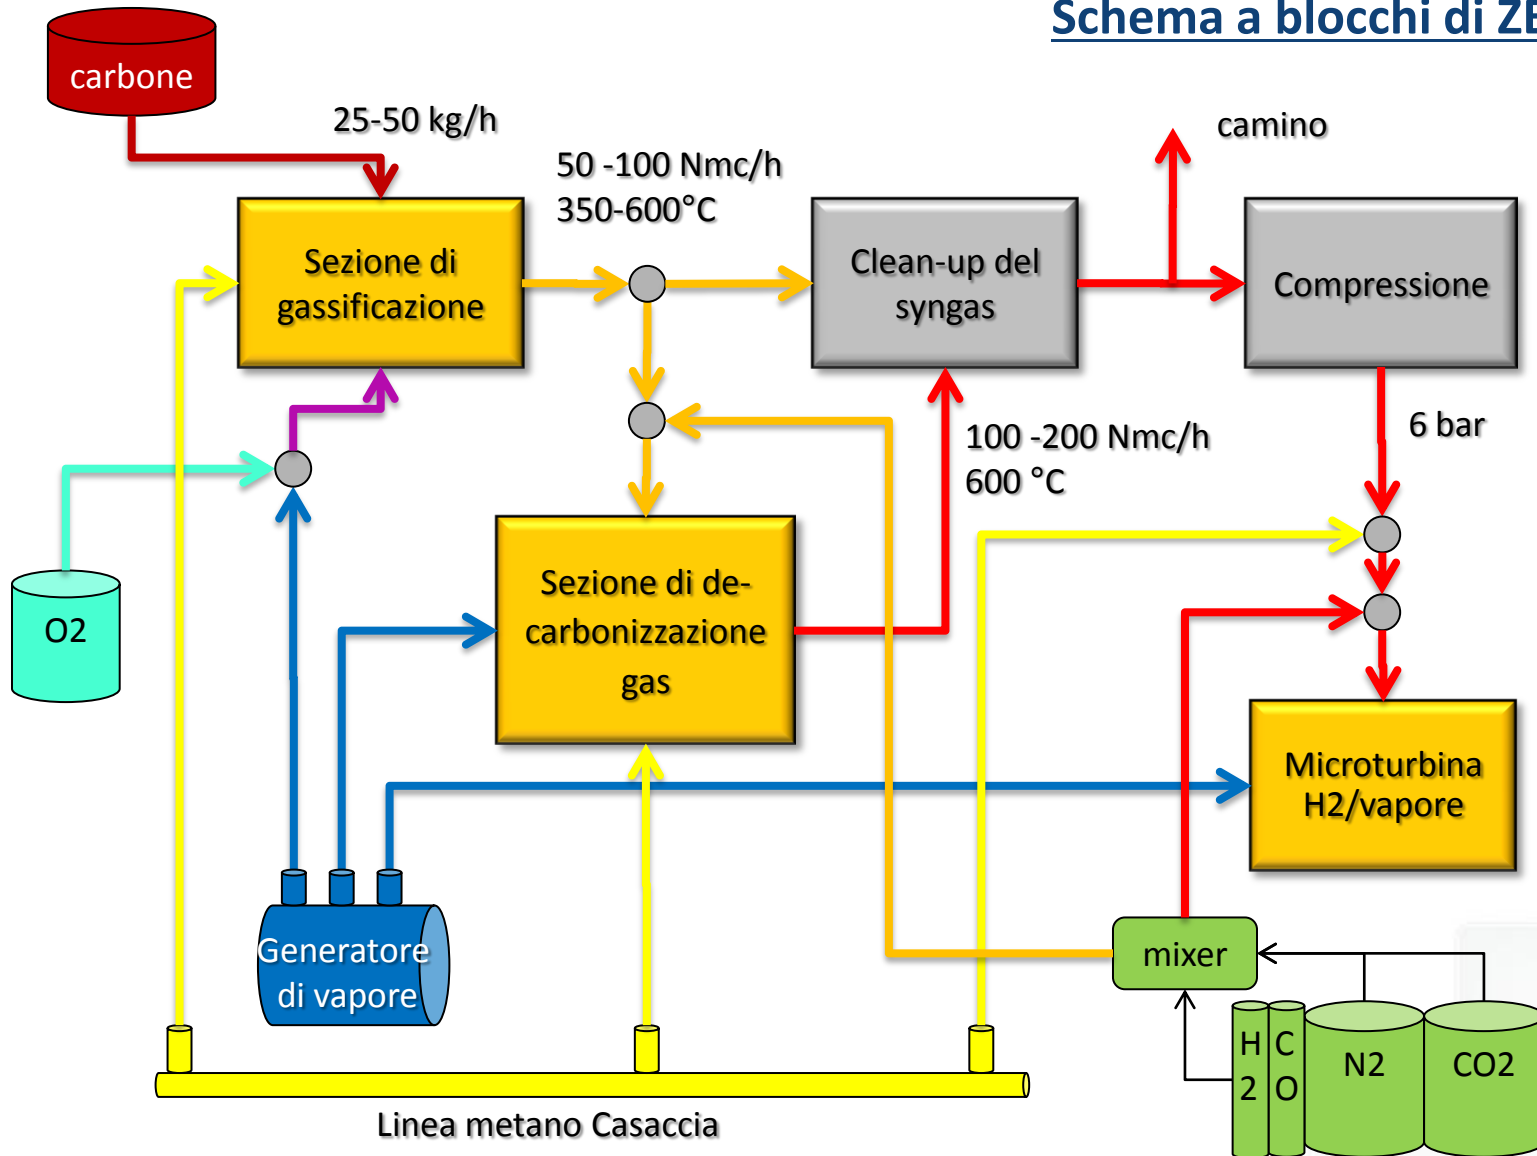 Schema a blocchi di ZE
carbone
25-50 kg/h
camino
50 -100 Nmc/h
350-600°C
Sezione di
gassificazione
Clean-up del
syngas
Compressione
100 -200 Nmc/h
600 °C
6 bar
O2
Sezione di de-
carbonizzazione
gas
Microturbina
H2/vapore
Generatore
di vapore
mixer
H
2
C
O
N2
CO2
Linea metano Casaccia